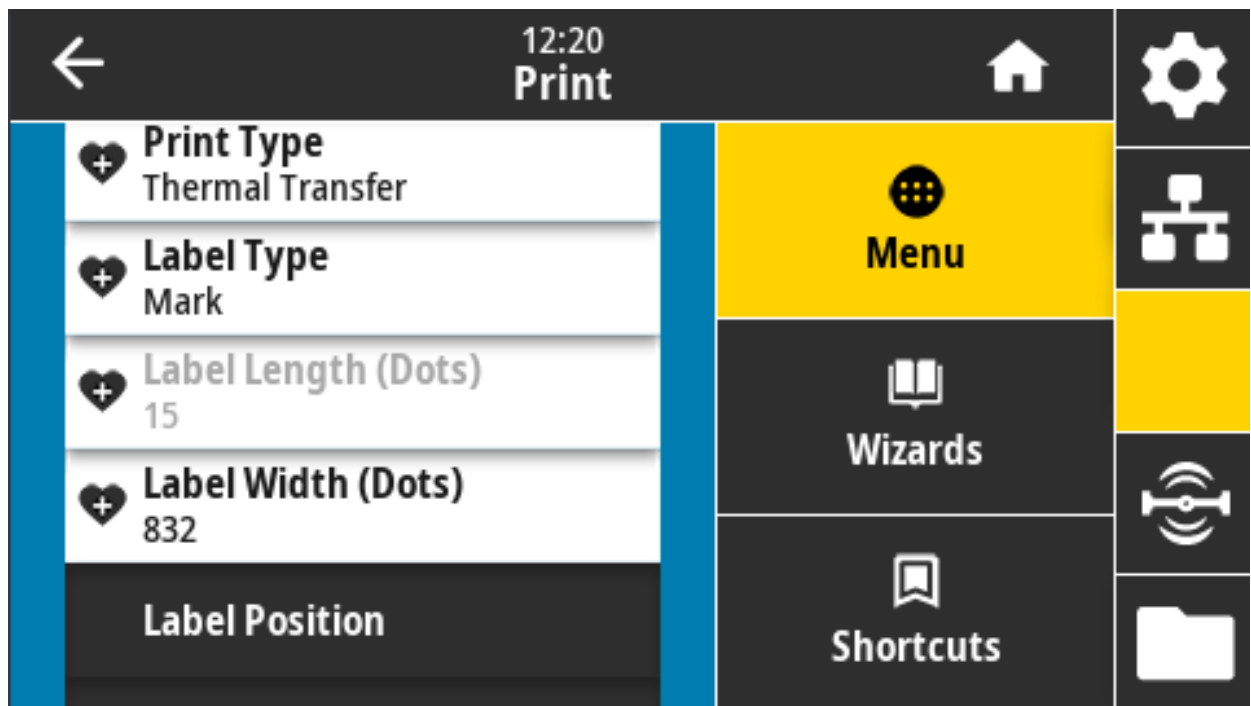 12:20
Print
Print Type
Thermal Transfer
Label Type
Mark
Label Length (Dots)
15
Label Width (Dots)
832
Label Position
Menu
Wizards
Shortcuts